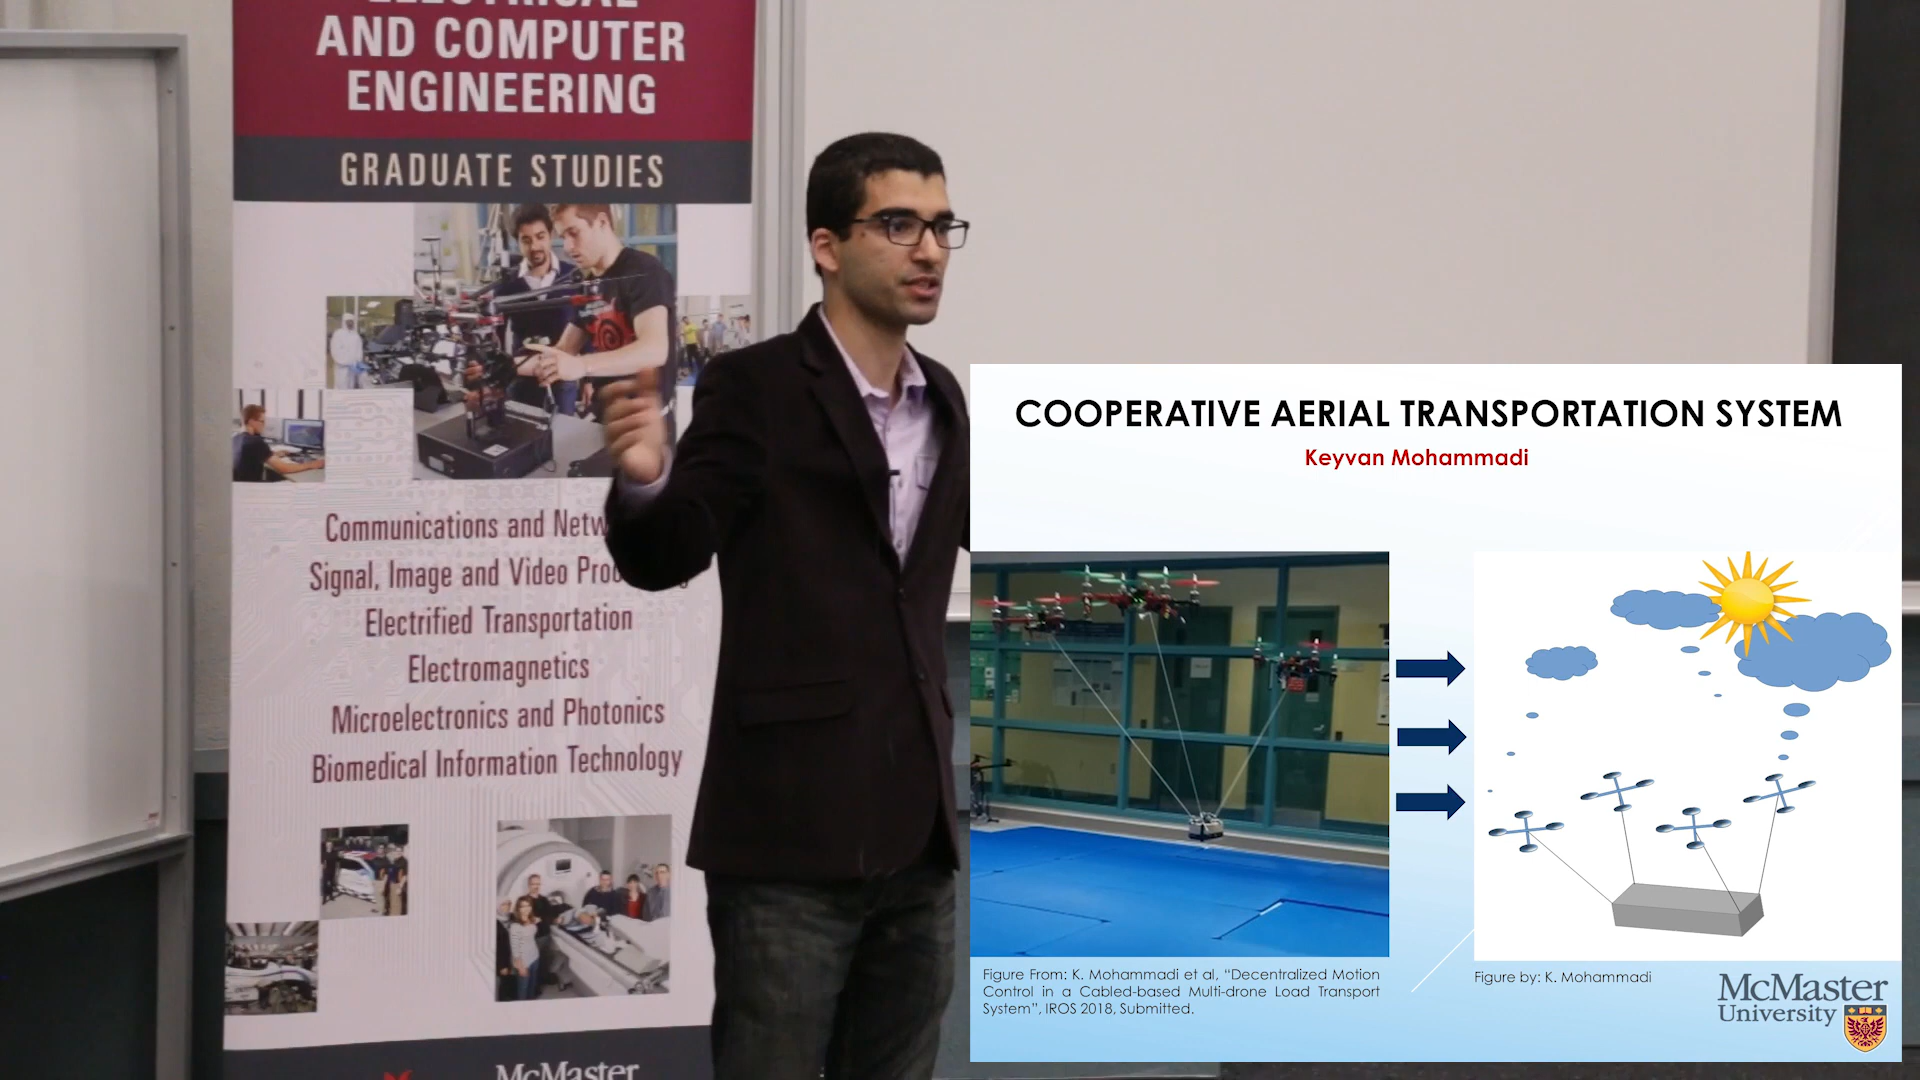 ELECTRICAL
AND COMPUTER
ENGINEERING
GRADUATE STUDIES
Communications and Netw
Signal, Image and Video Proc
Electrified Transportation
Electromagnetics
Microelectronics and Photonics
Biomedical Information Technology
McMaster
COOPERATIVE AERIAL TRANSPORTATION SYSTEM
Keyvan Mohammadi
Figure From: K. Mohammadi et al, “Decentralized Motion
Control in a Cabled-based Multi-drone Load Transport
System”, IROS 2018, Submitted.
Figure by: K. Mohammadi
McMaster
University